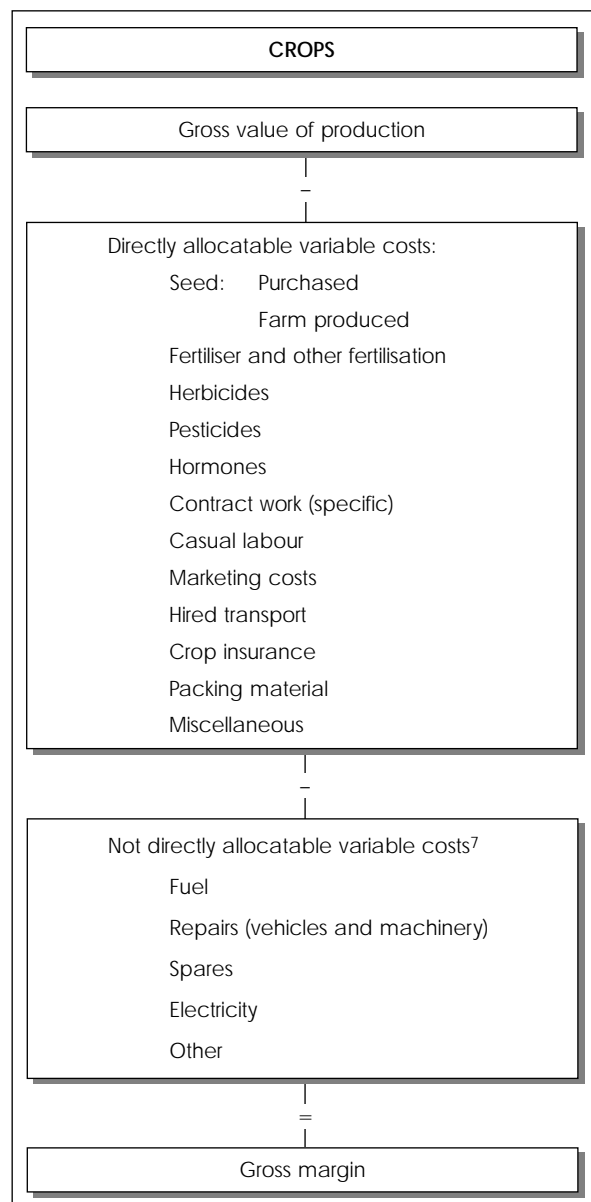 CROPS
Gross value of production
–
Directly allocatable variable costs:
Seed: Purchased
Farm produced
Fertiliser and other fertilisation
Herbicides
Pesticides
Hormones
Contract work (specific)
Casual labour
Marketing costs
Hired transport
Crop insurance
Packing material
Miscellaneous
–
Not directly allocatable variable costs⁷
Fuel
Repairs (vehicles and machinery)
Spares
Electricity
Other
=
Gross margin